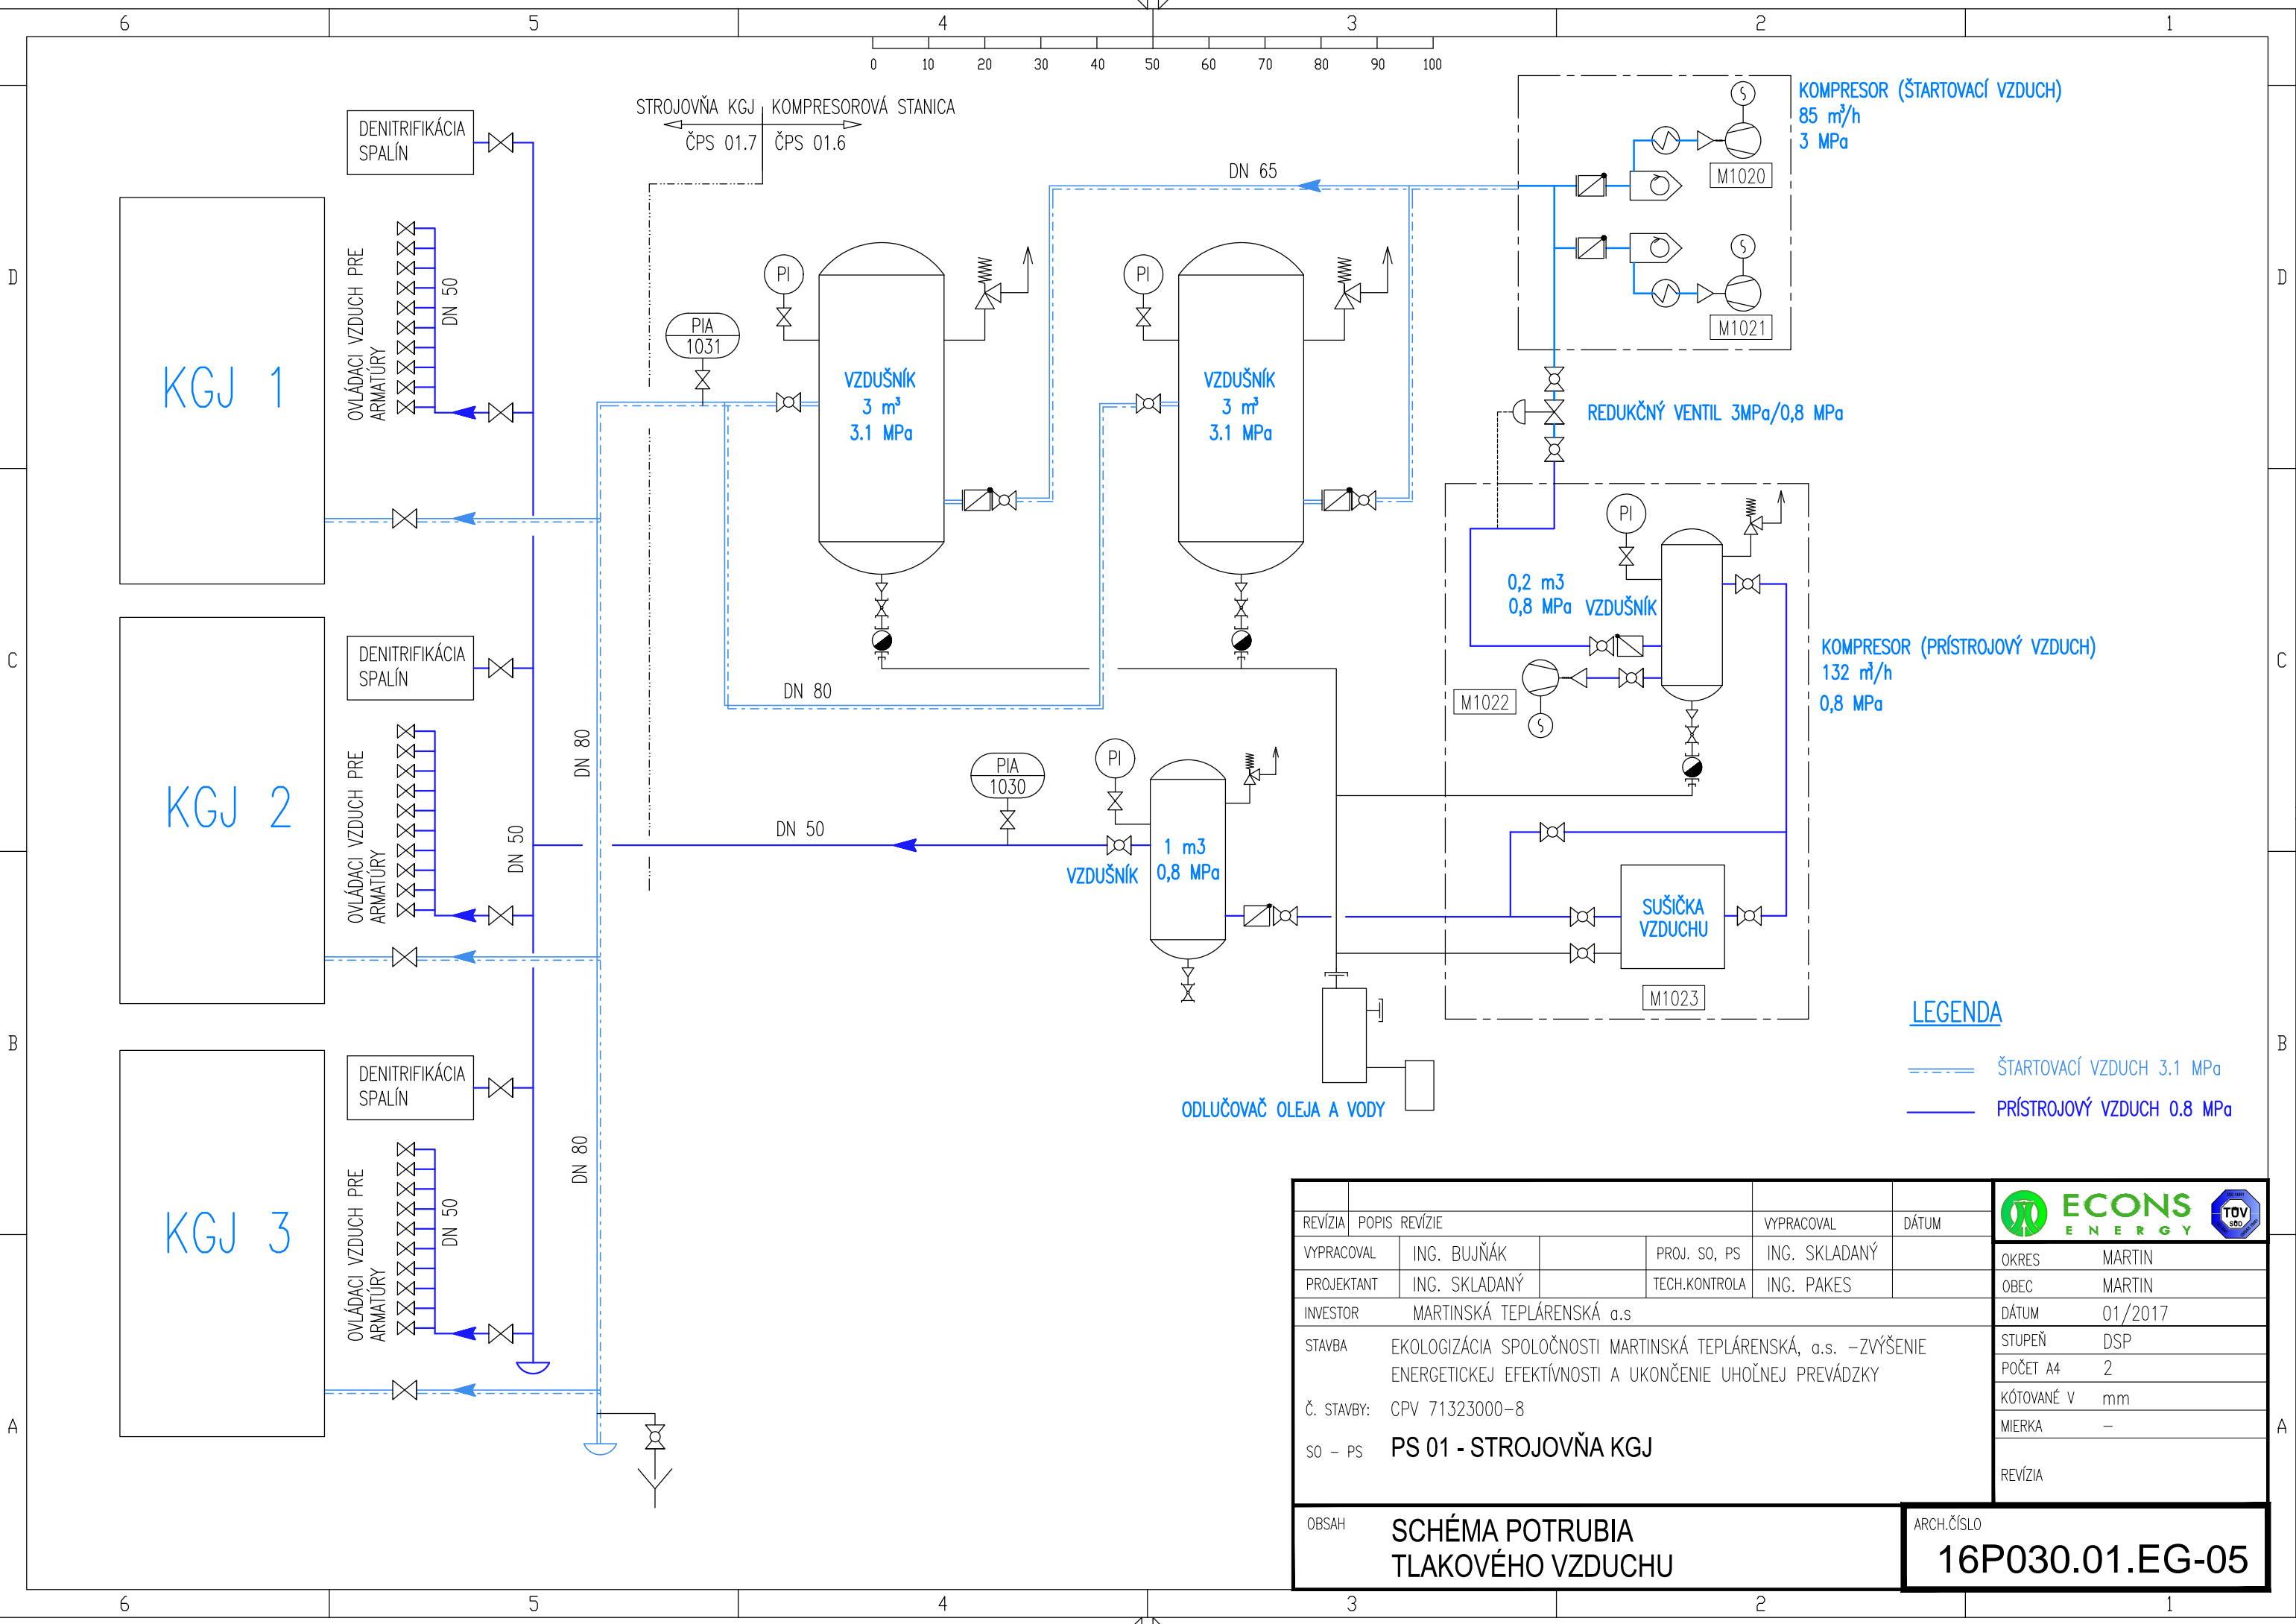 6 5 4 3 2 1
0 10 20 30 40 50 60 70 80 90 100
D
C
B
A
D
C
B
A
STROJOVŇA KGJ
KOMPRESOROVÁ STANICA
ČPS 01.7
ČPS 01.6
DENITRIFIKÁCIA
SPALÍN
OVLÁDACI VZDUCH PRE
ARMATÚRY
DN 50
KGJ 1
DENITRIFIKÁCIA
SPALÍN
OVLÁDACI VZDUCH PRE
ARMATÚRY
DN 50
DN 80
KGJ 2
DENITRIFIKÁCIA
SPALÍN
OVLÁDACI VZDUCH PRE
ARMATÚRY
DN 50
DN 80
KGJ 3
PIA
1031
PI
VZDUŠNÍK
3 m³
3.1 MPa
PI
VZDUŠNÍK
3 m³
3.1 MPa
DN 65
DN 80
KOMPRESOR (ŠTARTOVACÍ VZDUCH)
85 m³/h
3 MPa
S
M1020
S
M1021
REDUKČNÝ VENTIL 3MPa/0,8 MPa
PI
0,2 m3
0,8 MPa VZDUŠNÍK
KOMPRESOR (PRÍSTROJOVÝ VZDUCH)
132 m³/h
0,8 MPa
M1022
S
PIA
1030
PI
DN 50
1 m3
0,8 MPa
VZDUŠNÍK
SUŠIČKA
VZDUCHU
M1023
ODLUČOVAČ OLEJA A VODY
LEGENDA
ŠTARTOVACÍ VZDUCH 3.1 MPa
PRÍSTROJOVÝ VZDUCH 0.8 MPa
REVÍZIA POPIS REVÍZIE VYPRACOVAL DÁTUM
VYPRACOVAL ING. BUJŇÁK PROJ. SO, PS ING. SKLADANÝ
PROJEKTANT ING. SKLADANÝ TECH.KONTROLA ING. PAKES
INVESTOR MARTINSKÁ TEPLÁRENSKÁ a.s
STAVBA EKOLOGIZÁCIA SPOLOČNOSTI MARTINSKÁ TEPLÁRENSKÁ, a.s. -ZVÝŠENIE
ENERGETICKEJ EFEKTÍVNOSTI A UKONČENIE UHOĽNEJ PREVÁDZKY
Č. STAVBY: CPV 71323000-8
SO - PS PS 01 - STROJOVŇA KGJ
OBSAH SCHÉMA POTRUBIA
TLAKOVÉHO VZDUCHU
ECONS
ENERGY
TÜV
SÜD
OKRES MARTIN
OBEC MARTIN
DÁTUM 01/2017
STUPEŇ DSP
POČET A4 2
KÓTOVANÉ V mm
MIERKA -
REVÍZIA
ARCH.ČÍSLO
16P030.01.EG-05
6 5 4 3 2 1